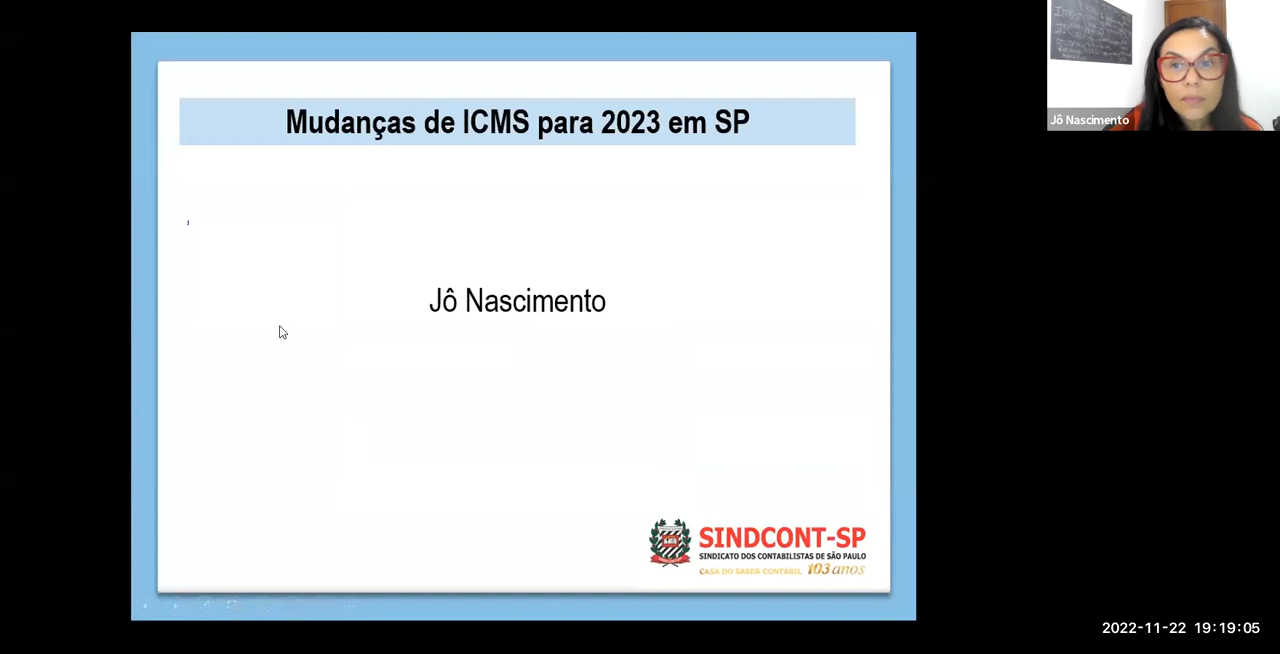 Mudanças de ICMS para 2023 em SP
Jô Nascimento
Jô Nascimento
SINDCONT-SP
SINDICATO DOS CONTABILISTAS DE SÃO PAULO
CASA DO SABER CONTÁBIL 103 anos
2022-11-22 19:19:05